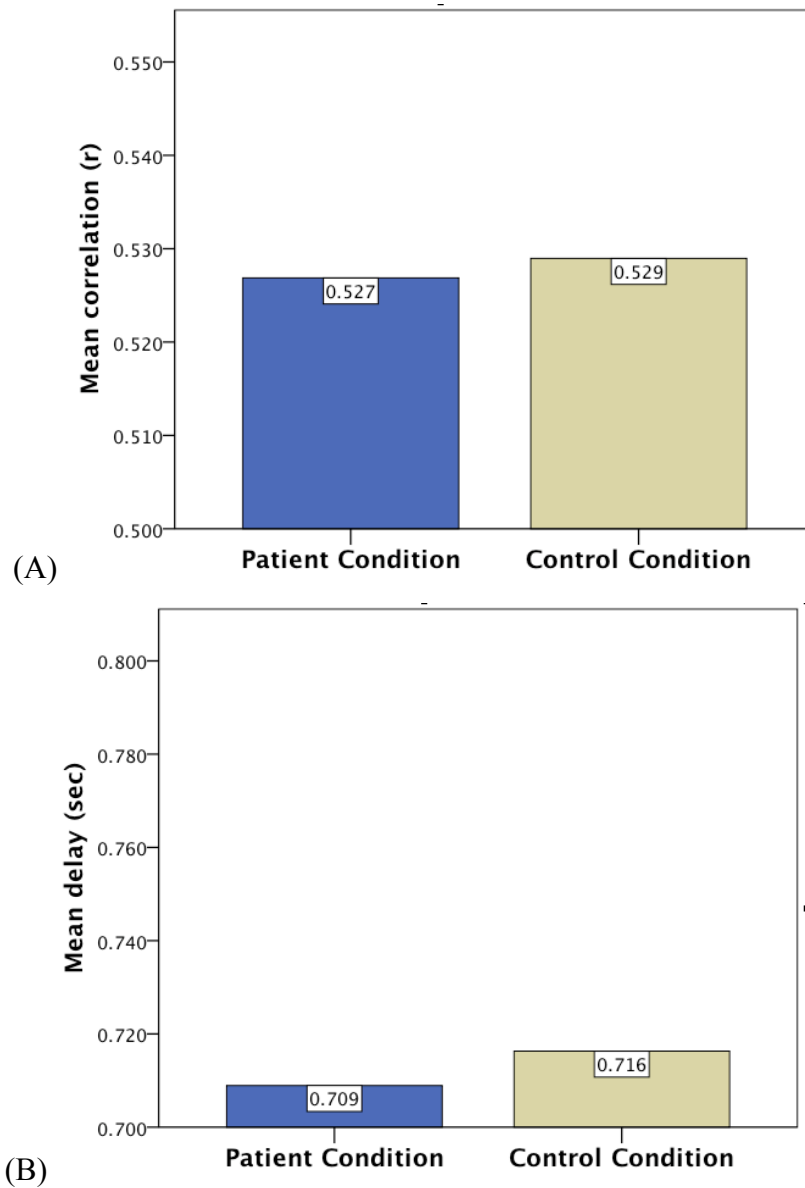 Mean correlation (r)
0.550
0.540
0.530
0.520
0.510
0.500
0.527
0.529
Patient Condition
Control Condition
(A)
Mean delay (sec)
0.800
0.780
0.760
0.740
0.720
0.700
0.709
0.716
Patient Condition
Control Condition
(B)